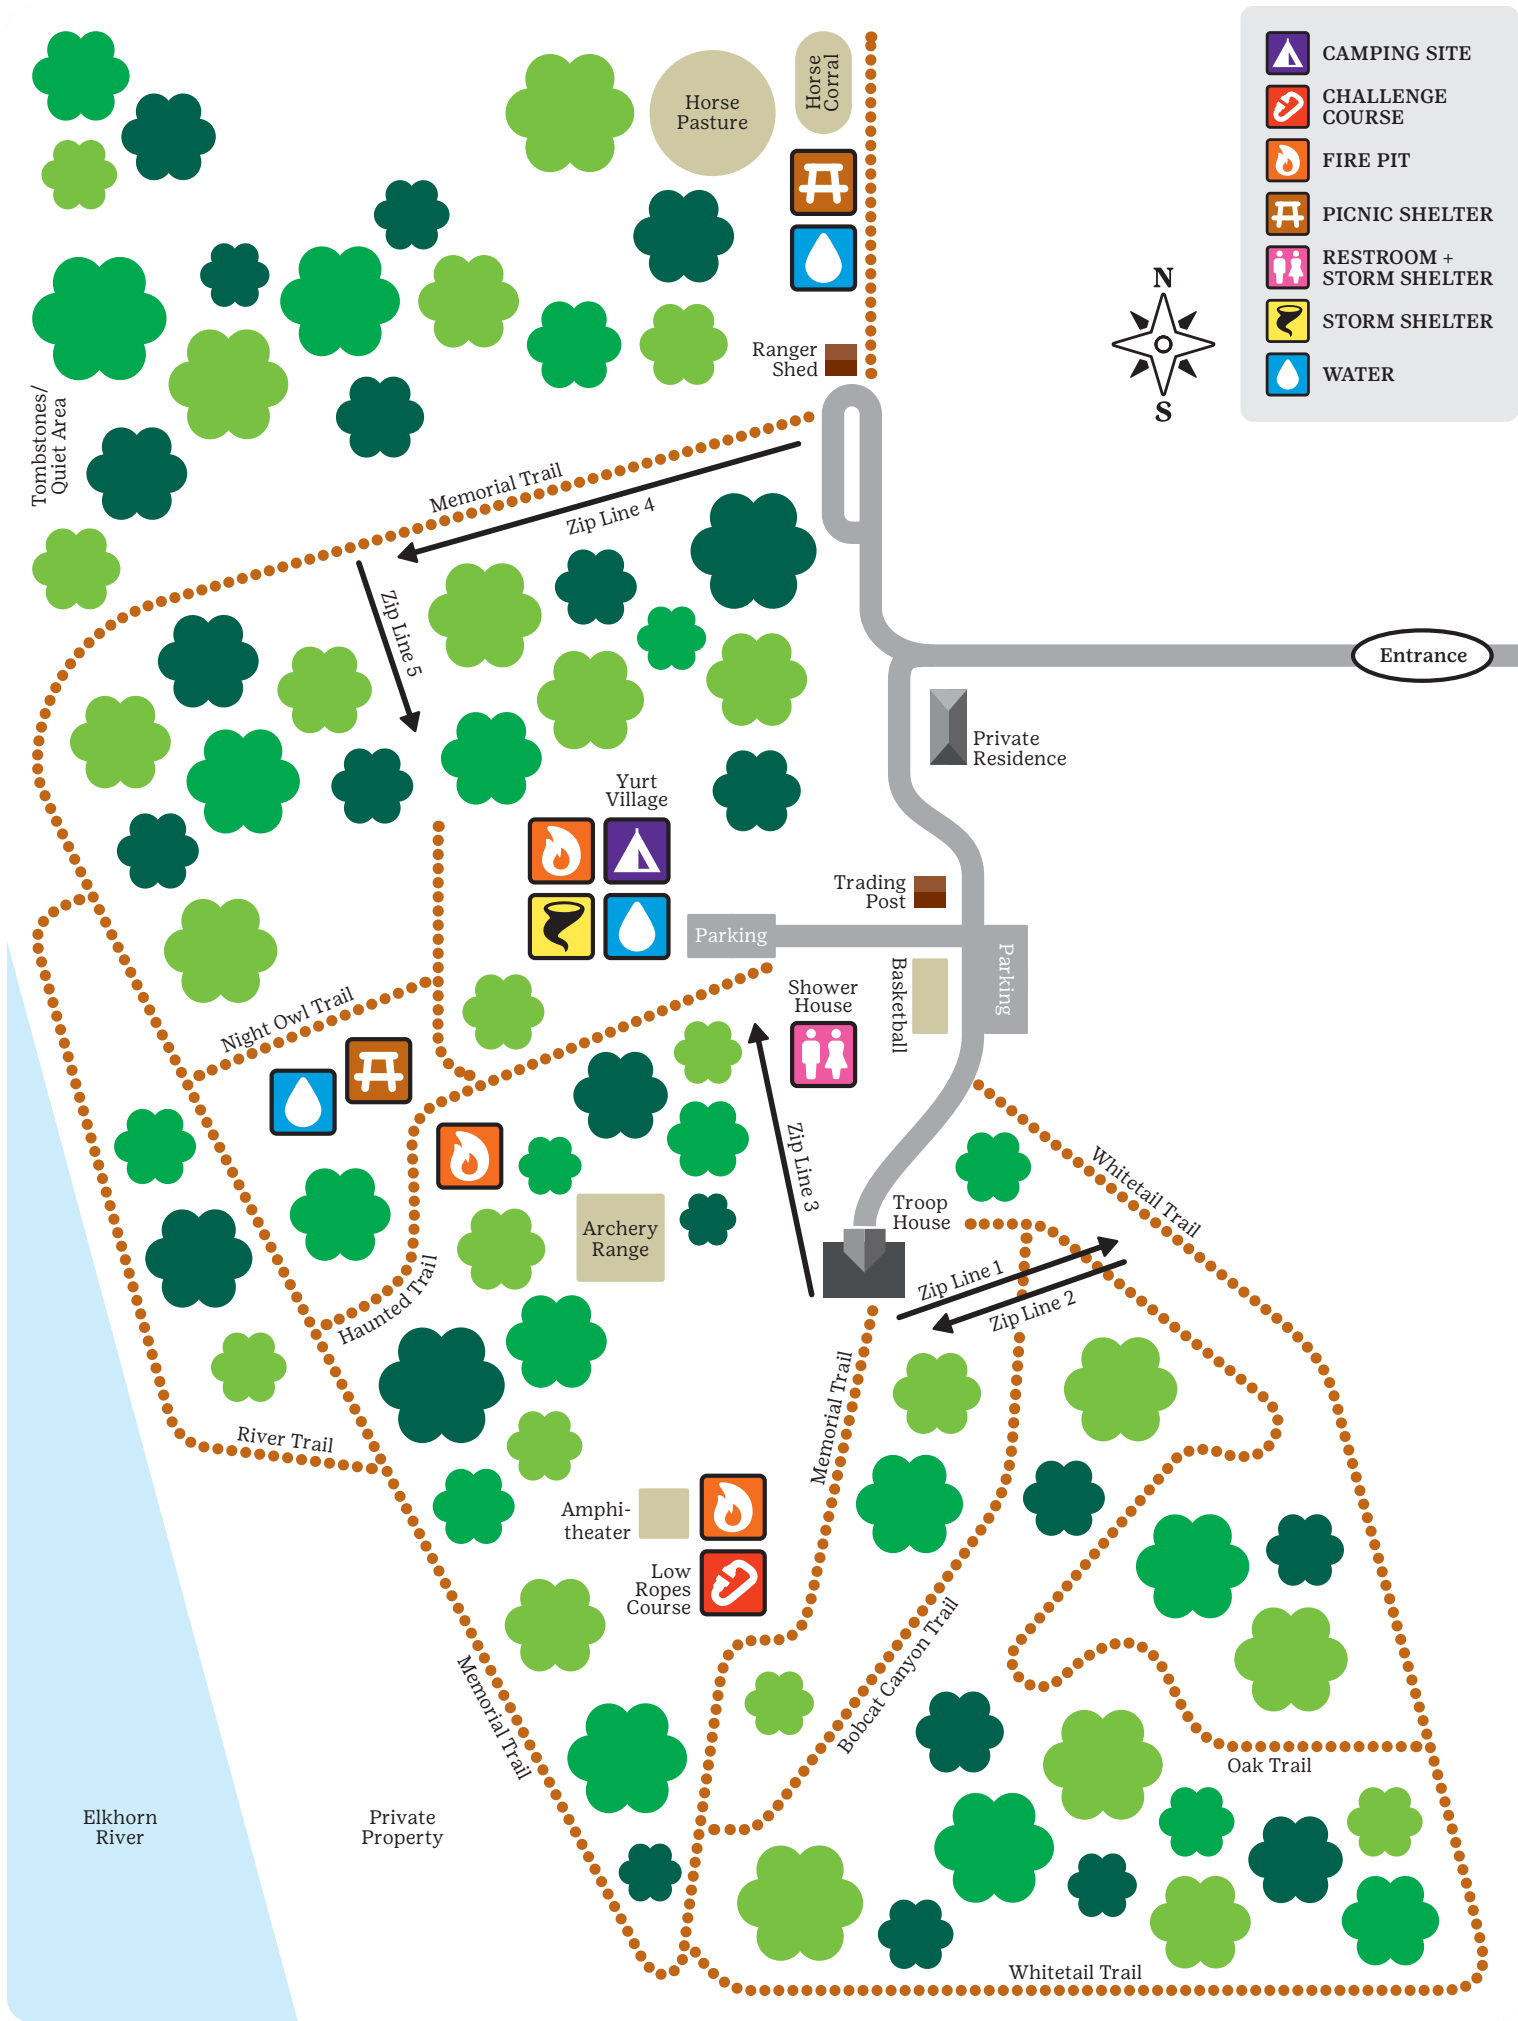 Horse
Pasture
Horse
Corral
CAMPING SITE
CHALLENGE
COURSE
FIRE PIT
PICNIC SHELTER
RESTROOM +
STORM SHELTER
STORM SHELTER
WATER
N
S
Ranger
Shed
Tombstones/
Quiet Area
Memorial Trail
Zip Line 4
Zip Line 5
Entrance
Private
Residence
Yurt
Village
Trading
Post
Parking
Parking
Basketball
Shower
House
Night Owl Trail
Zip Line 3
Whitetail Trail
Troop
House
Archery
Range
Haunted Trail
Zip Line 1
Zip Line 2
River Trail
Memorial Trail
Amphi-
theater
Low
Ropes
Course
Bobcat Canyon Trail
Memorial Trail
Oak Trail
Elkhorn
River
Private
Property
Whitetail Trail